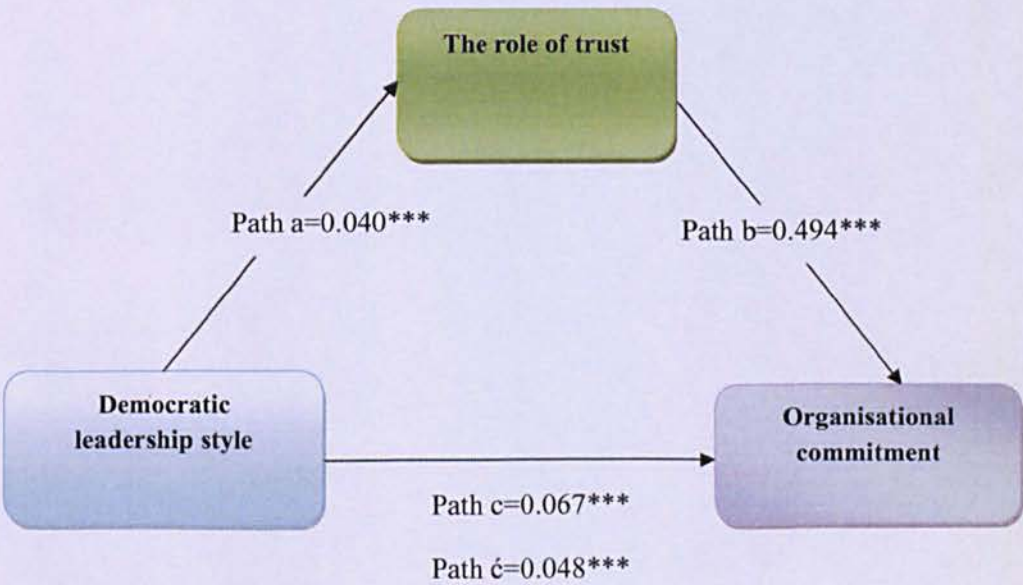 The role of trust
Path a=0.040***
Path b=0.494***
Democratic
leadership style
Organisational
commitment
Path c=0.067***
Path ć=0.048***